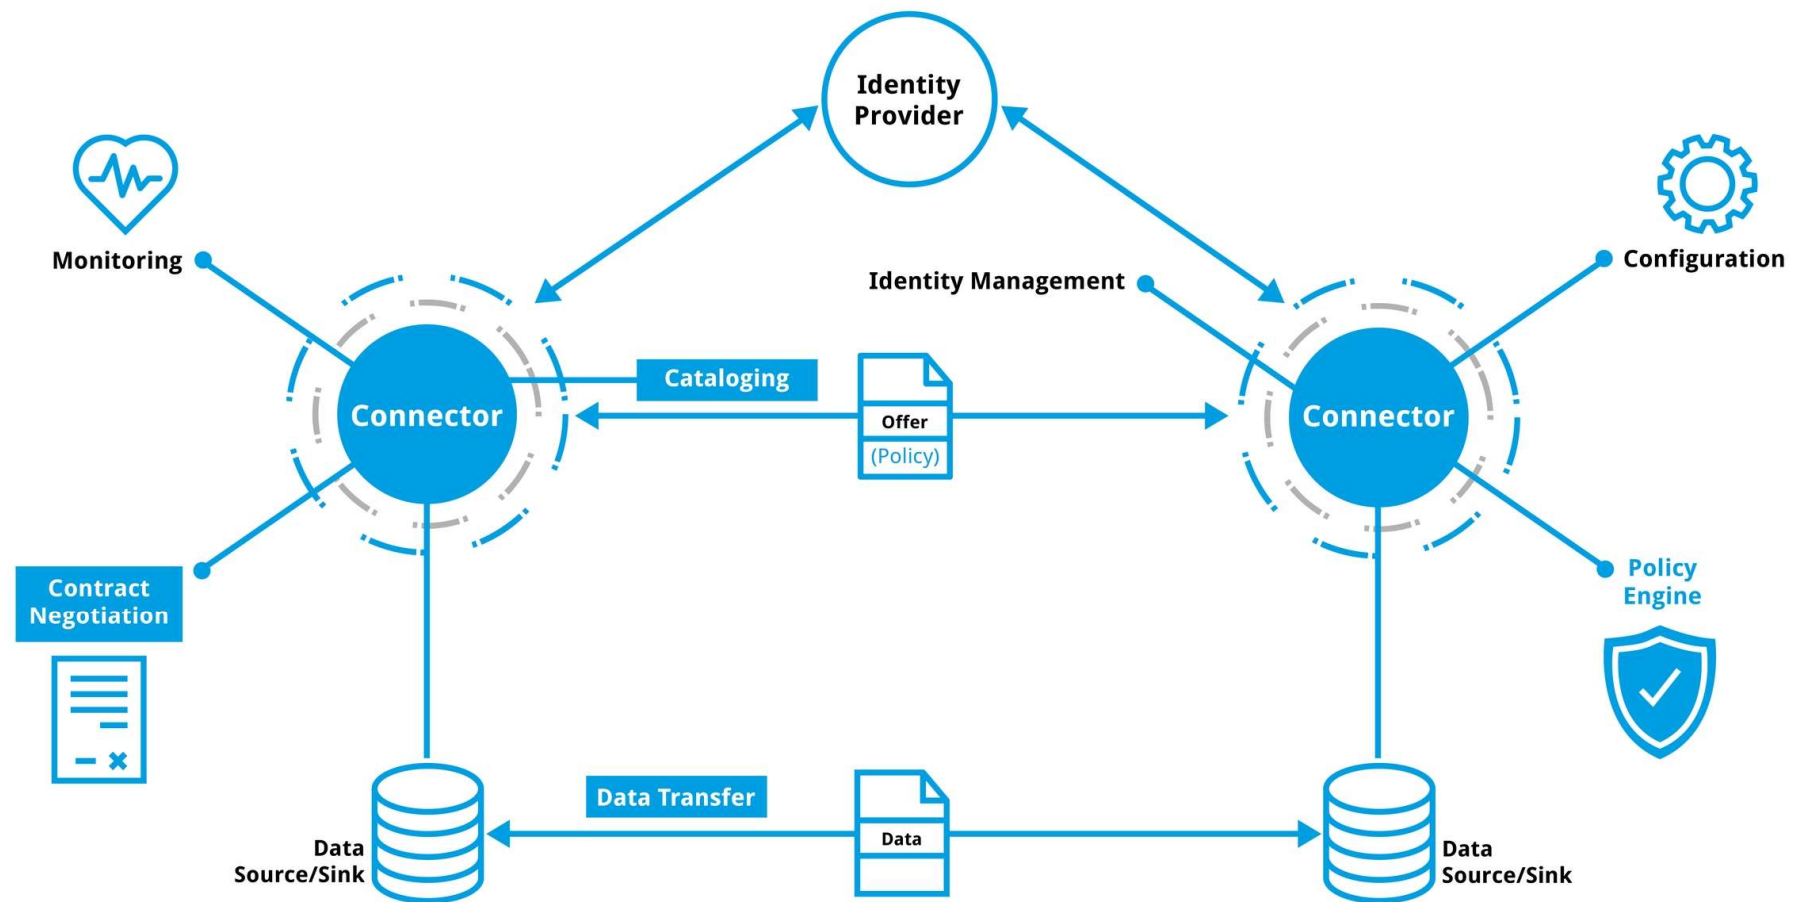 Identity
Provider
Monitoring
Identity Management
Configuration
Cataloging
Connector
Offer
(Policy)
Connector
Contract
Negotiation
Policy
Engine
Data Transfer
Data
Data
Source/Sink
Data
Source/Sink